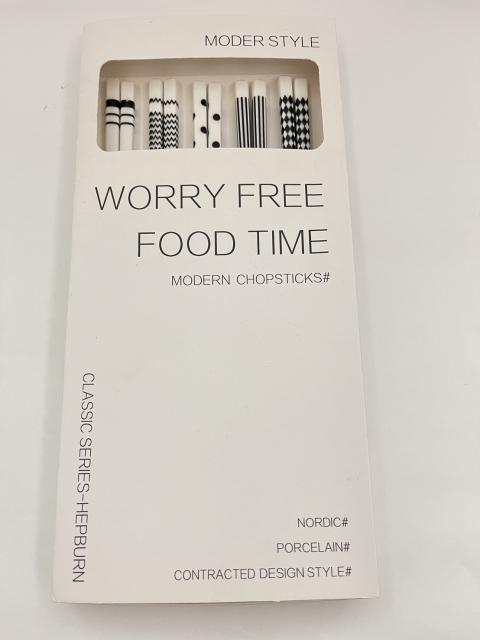 MODER STYLE
WORRY FREE
FOOD TIME
MODERN CHOPSTICKS#
CLASSIC SERIES-HEPBURN
NORDIC#
PORCELAIN#
CONTRACTED DESIGN STYLE#